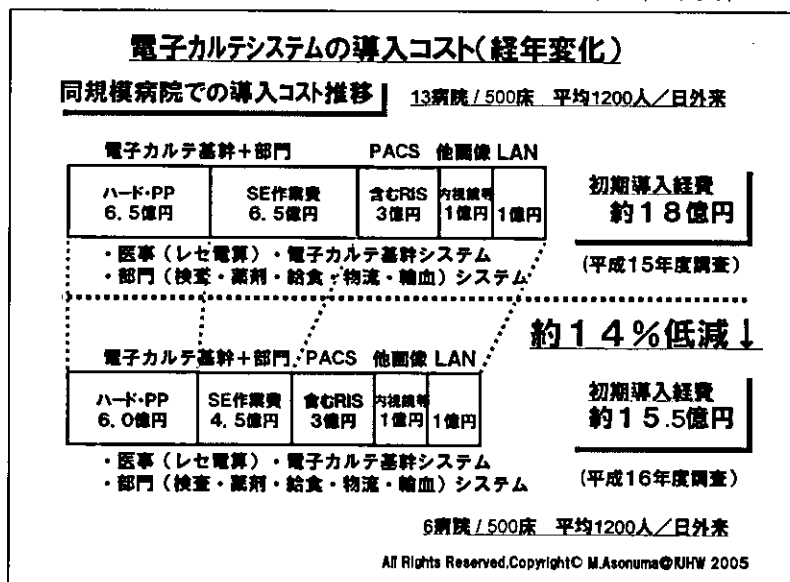 電子カルテシステムの導入コスト(経年変化)
同規模病院での導入コスト推移
13病院/500床 平均1200人/日外来
電子カルテ基幹+部門 PACS 他画像 LAN
ハード・PP
6.5億円
SE作業費
6.5億円
含むRIS
3億円
内視鏡等
1億円
1億円
初期導入経費
約18億円
(平成15年度調査)
・医事(レセ電算)・電子カルテ基幹システム
・部門(検査・薬剤・給食・物流・輸血)システム
約14%低減↓
電子カルテ基幹+部門 PACS 他画像 LAN
ハード・PP
6.0億円
SE作業費
4.5億円
含むRIS
3億円
内視鏡等
1億円
1億円
初期導入経費
約15.5億円
(平成16年度調査)
・医事(レセ電算)・電子カルテ基幹システム
・部門(検査・薬剤・給食・物流・輸血)システム
6病院/500床 平均1200人/日外来
All Rights Reserved,Copyright© M.Asonuma@IUHW 2005